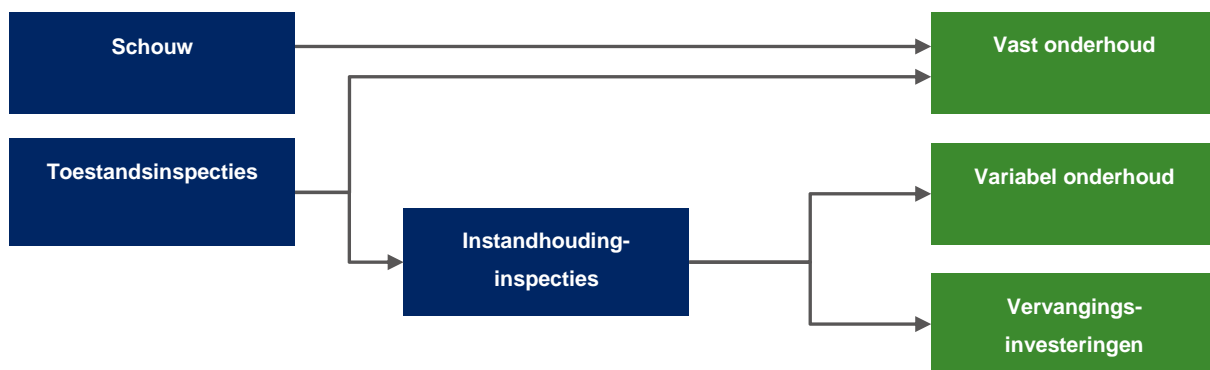 Schouw
Vast onderhoud
Toestandsinspecties
Variabel onderhoud
Instandhouding-
inspecties
Vervangings-
investeringen